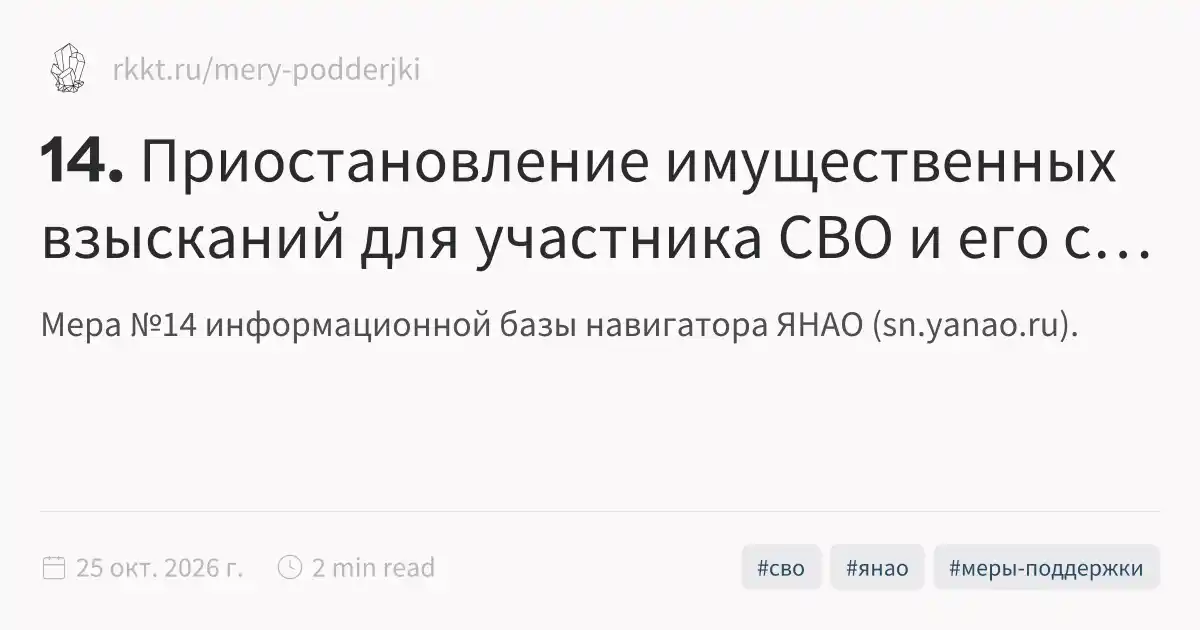 rkkt.ru/mery-podderjki
14. Приостановление имущественных
взысканий для участника СВО и его с…
Мера №14 информационной базы навигатора ЯНАО (sn.yanao.ru).
25 окт. 2026 г. 2 min read #сво #янао #меры-поддержки